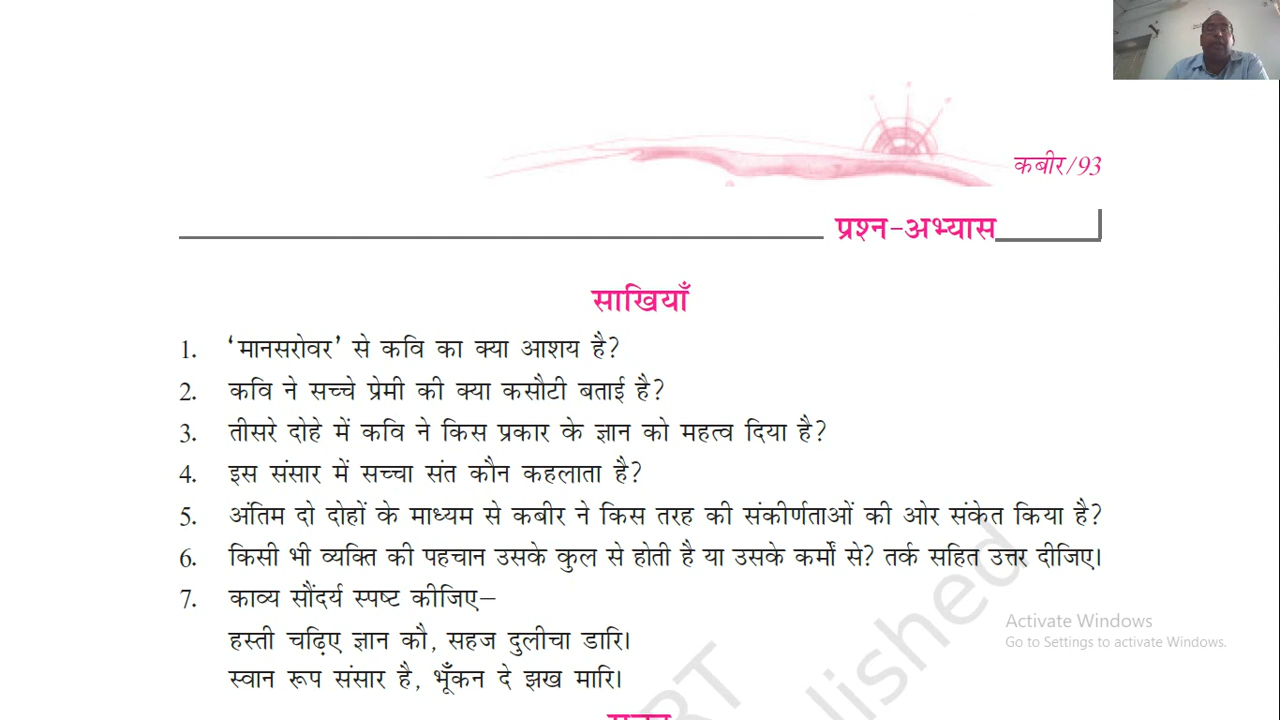 कबीर/93
प्रश्न-अभ्यास
साखियाँ
1. ‘मानसरोवर’ से कवि का क्या आशय है?
2. कवि ने सच्चे प्रेमी की क्या कसौटी बताई है?
3. तीसरे दोहे में कवि ने किस प्रकार के ज्ञान को महत्व दिया है?
4. इस संसार में सच्चा संत कौन कहलाता है?
5. अंतिम दो दोहों के माध्यम से कबीर ने किस तरह की संकीर्णताओं की ओर संकेत किया है?
6. किसी भी व्यक्ति की पहचान उसके कुल से होती है या उसके कर्मों से? तर्क सहित उत्तर दीजिए।
7. काव्य सौंदर्य स्पष्ट कीजिए–
हस्ती चढ़िए ज्ञान कौ, सहज दुलीचा डारि।
स्वान रूप संसार है, भूँकन दे झख मारि।
Activate Windows
Go to Settings to activate Windows.